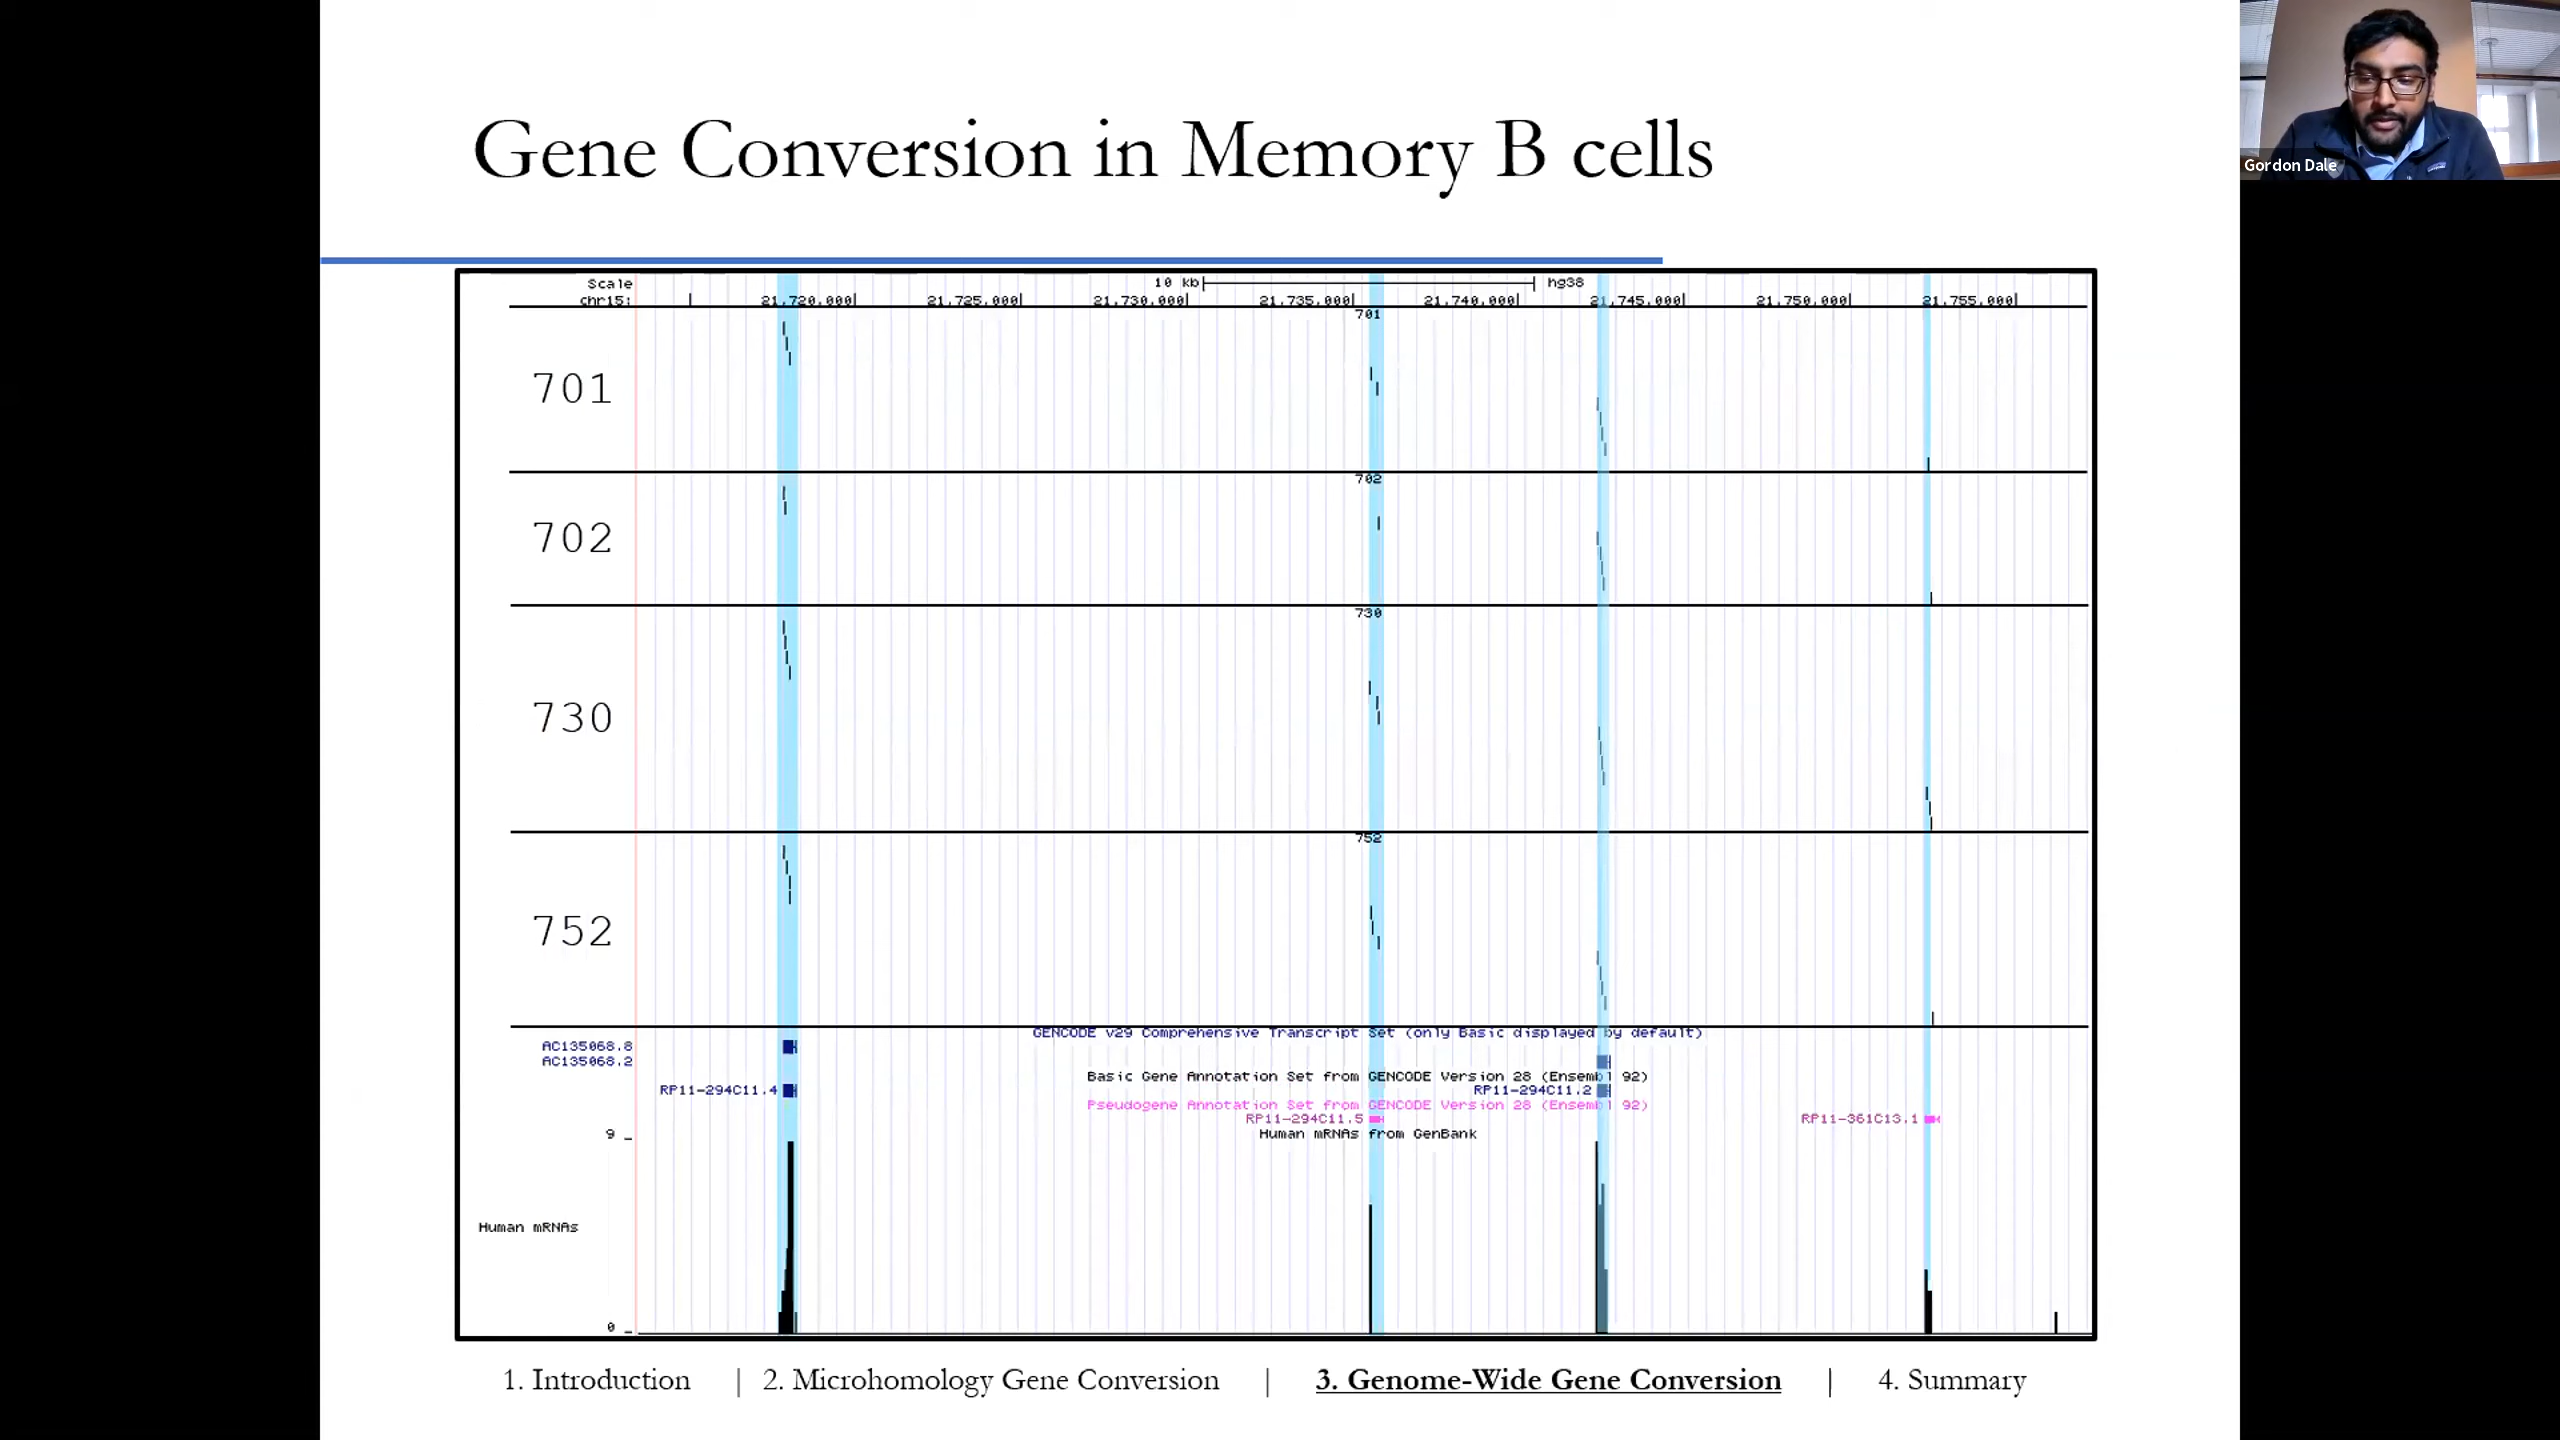 Gene Conversion in Memory B cells
Gordon Dale
Scale
10 kb
hg38
chr15:
21,720,000
21,725,000
21,730,000
21,735,000
21,740,000
21,745,000
21,750,000
21,755,000
701
701
702
702
730
730
752
752
GENCODE v29 Comprehensive Transcript Set (only Basic displayed by default)
AC135068.8
AC135068.2
Basic Gene Annotation Set from GENCODE Version 28 (Ensembl 92)
RP11-294C11.4
RP11-294C11.2
Pseudogene Annotation Set from GENCODE Version 28 (Ensembl 92)
RP11-294C11.5
RP11-361C13.1
Human mRNAs from GenBank
9
Human mRNAs
0
1. Introduction | 2. Microhomology Gene Conversion | 3. Genome-Wide Gene Conversion | 4. Summary